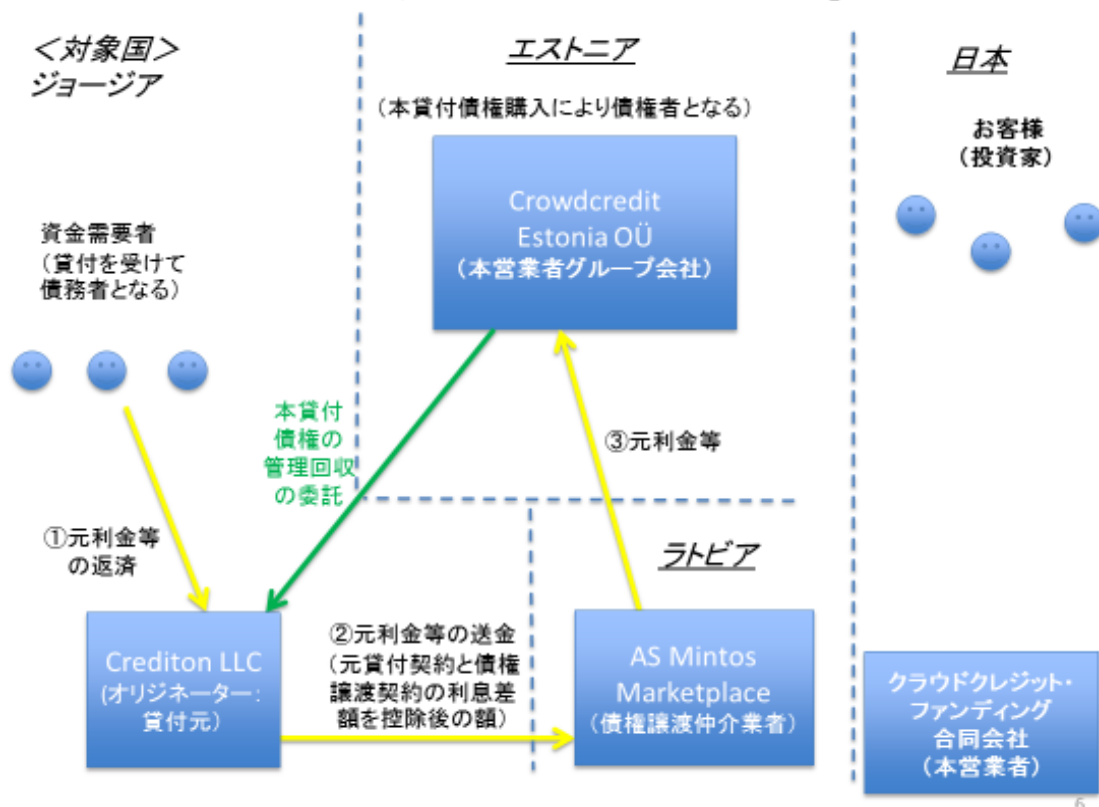 ＜対象国＞
ジョージア
エストニア
日本
（本貸付債権購入により債権者となる）
お客様
（投資家）
Crowdcredit
Estonia OÜ
（本営業者グループ会社）
資金需要者
（貸付を受けて
債務者となる）
本貸付
債権の
管理回収
の委託
③元利金等
①元利金等
の返済
ラトビア
Crediton LLC
(オリジネーター：
貸付元)
②元利金等の送金
（元貸付契約と債権
譲渡契約の利息差
額を控除後の額）
AS Mintos
Marketplace
（債権譲渡仲介業者）
クラウドクレジット・
ファンディング
合同会社
（本営業者）
6